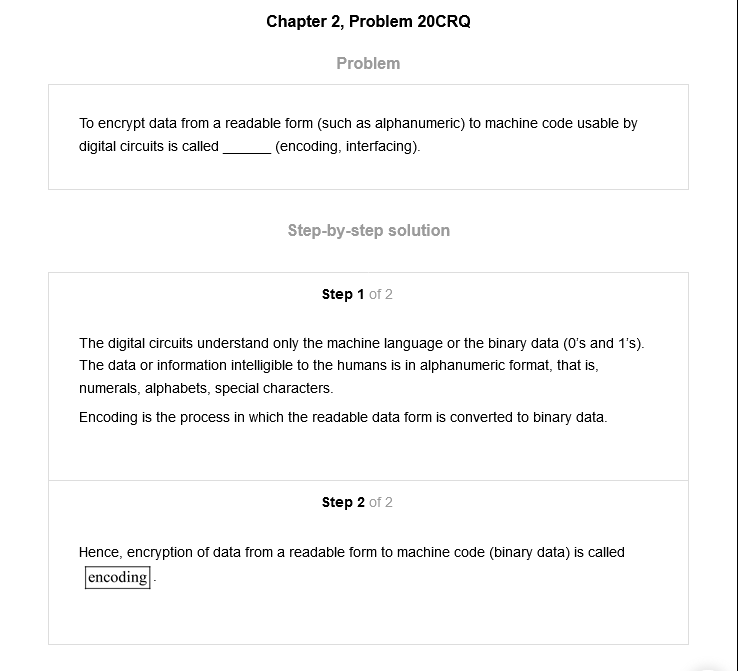 Chapter 2, Problem 20CRQ
Problem
To encrypt data from a readable form (such as alphanumeric) to machine code usable by
digital circuits is called ______ (encoding, interfacing).
Step-by-step solution
Step 1 of 2
The digital circuits understand only the machine language or the binary data (0's and 1's).
The data or information intelligible to the humans is in alphanumeric format, that is,
numerals, alphabets, special characters.
Encoding is the process in which the readable data form is converted to binary data.
Step 2 of 2
Hence, encryption of data from a readable form to machine code (binary data) is called
encoding.